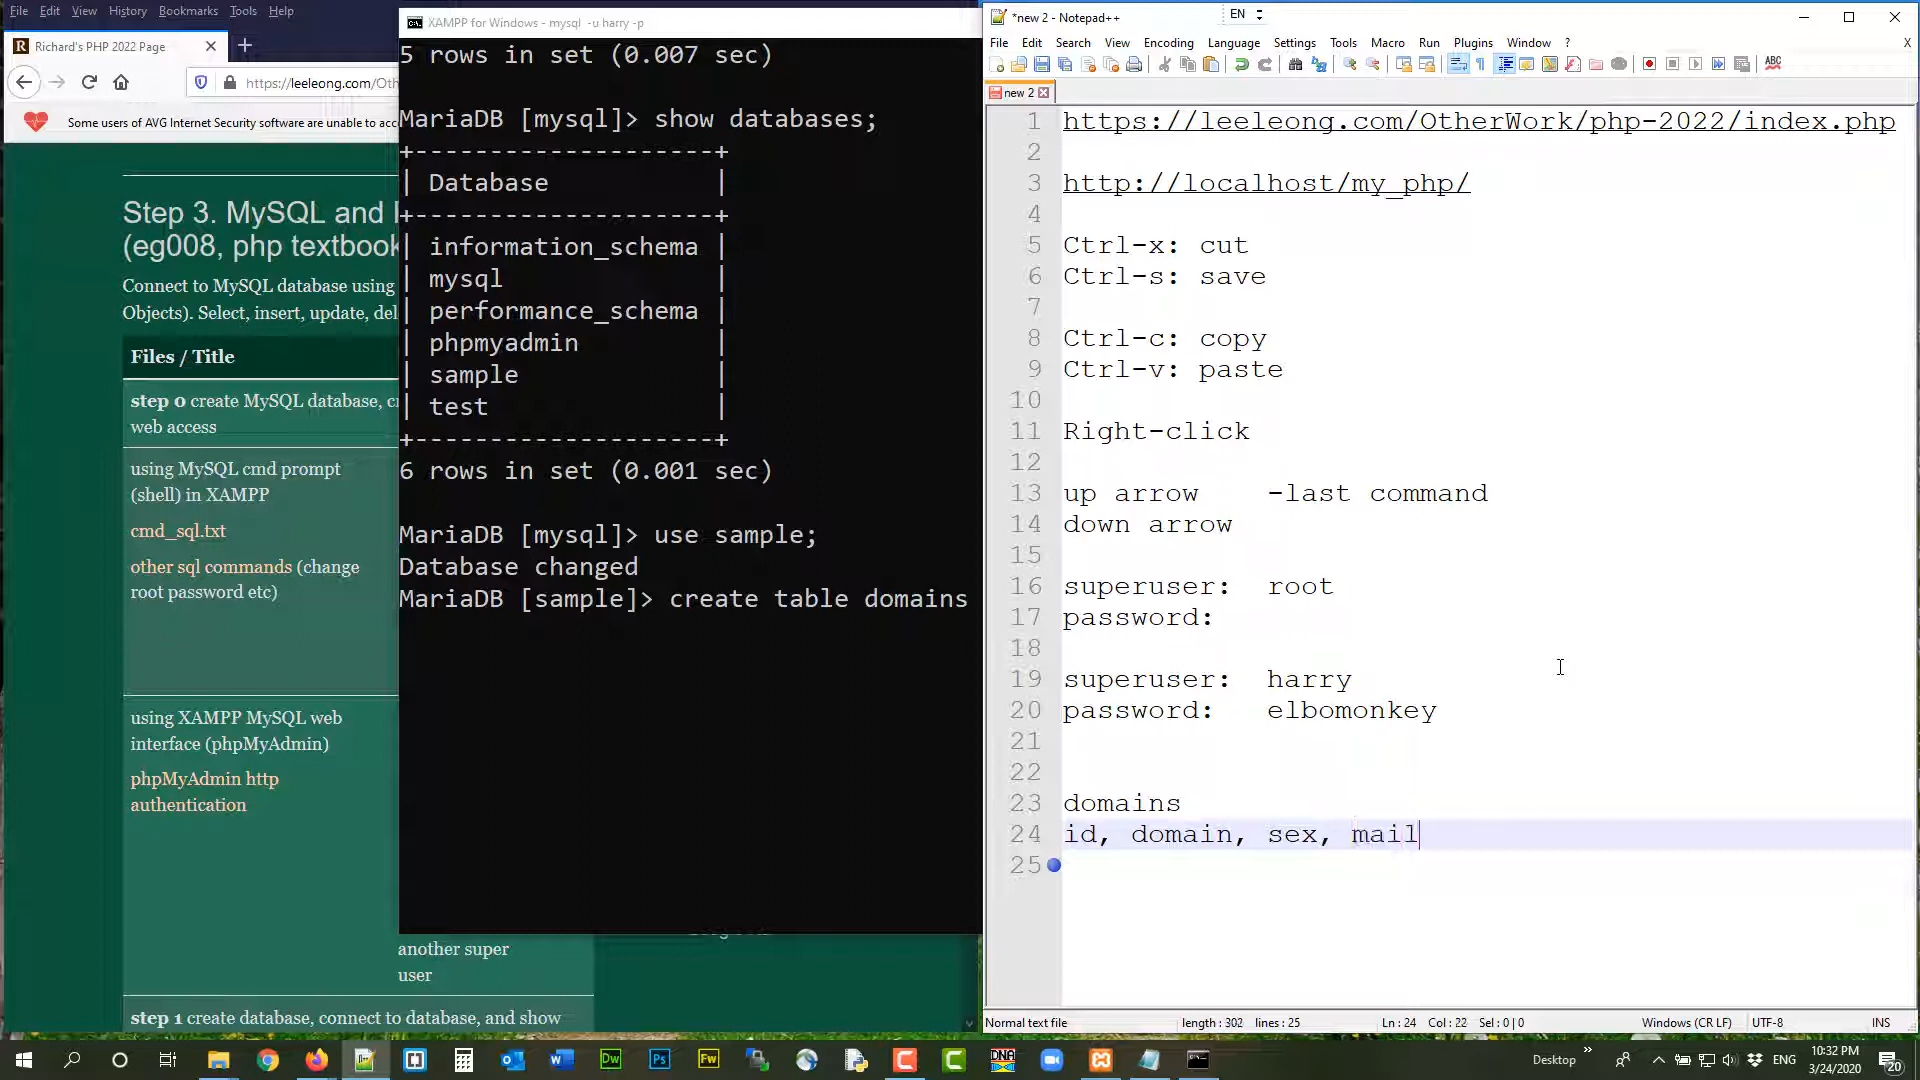 File Edit View History Bookmarks Tools Help
Richard's PHP 2022 Page
https://leeleong.com/Oth
Some users of AVG Internet Security software are unable to acc
Step 3. MySQL and
(eg008, php textbook
Connect to MySQL database using
Objects). Select, insert, update, del
Files / Title
step 0 create MySQL database, c
web access
using MySQL cmd prompt
(shell) in XAMPP
cmd_sql.txt
other sql commands (change
root password etc)
using XAMPP MySQL web
interface (phpMyAdmin)
phpMyAdmin http
authentication
another super
user
step 1 create database, connect to database, and show
XAMPP for Windows - mysql -u harry -p
5 rows in set (0.007 sec)
MariaDB [mysql]> show databases;
+--------------------+
| Database           |
+--------------------+
| information_schema |
| mysql              |
| performance_schema |
| phpmyadmin         |
| sample             |
| test               |
+--------------------+
6 rows in set (0.001 sec)
MariaDB [mysql]> use sample;
Database changed
MariaDB [sample]> create table domains
*new 2 - Notepad++
EN
File Edit Search View Encoding Language Settings Tools Macro Run Plugins Window ? X
new 2
1 https://leeleong.com/OtherWork/php-2022/index.php
2
3 http://localhost/my_php/
4
5 Ctrl-x: cut
6 Ctrl-s: save
7
8 Ctrl-c: copy
9 Ctrl-v: paste
10
11 Right-click
12
13 up arrow    -last command
14 down arrow
15
16 superuser:  root
17 password:
18
19 superuser:  harry
20 password:   elbomonkey
21
22
23 domains
24 id, domain, sex, mail
25
Normal text file length : 302 lines : 25 Ln : 24 Col : 22 Sel : 0 | 0 Windows (CR LF) UTF-8 INS
Desktop ENG
10:32 PM
3/24/2020
20